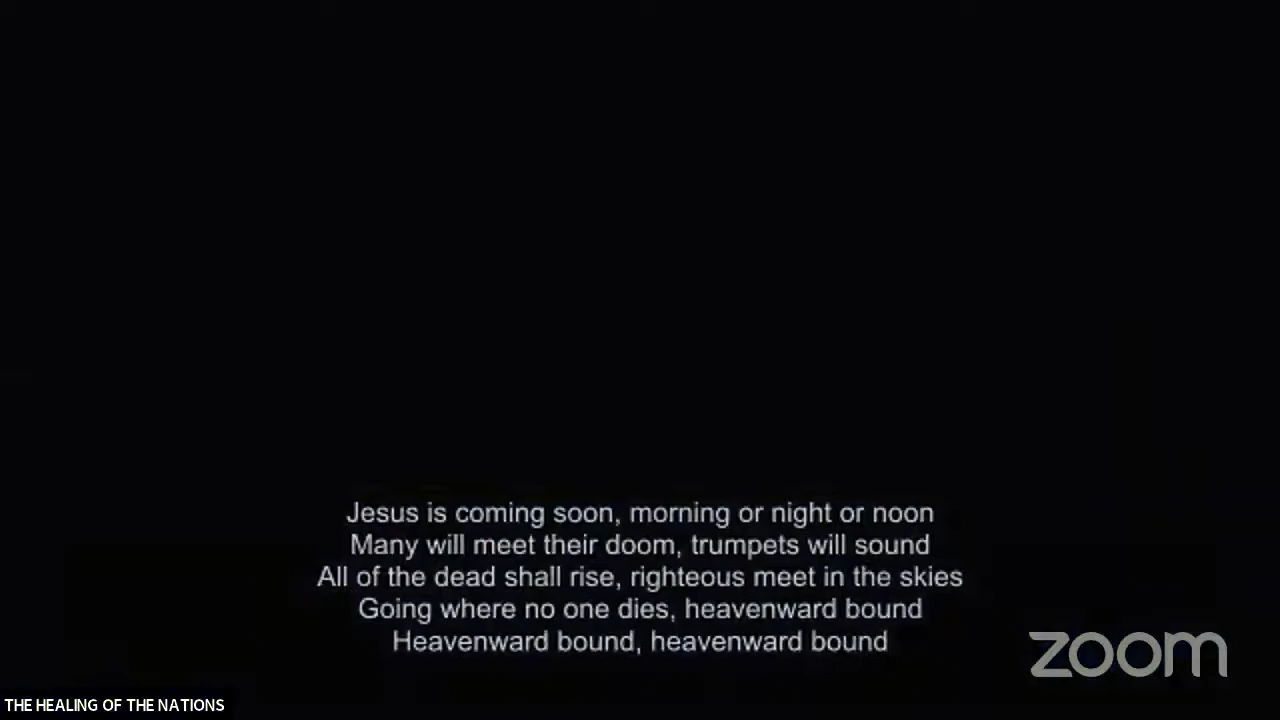 Jesus is coming soon, morning or night or noon
Many will meet their doom, trumpets will sound
All of the dead shall rise, righteous meet in the skies
Going where no one dies, heavenward bound
Heavenward bound, heavenward bound
zoom
THE HEALING OF THE NATIONS